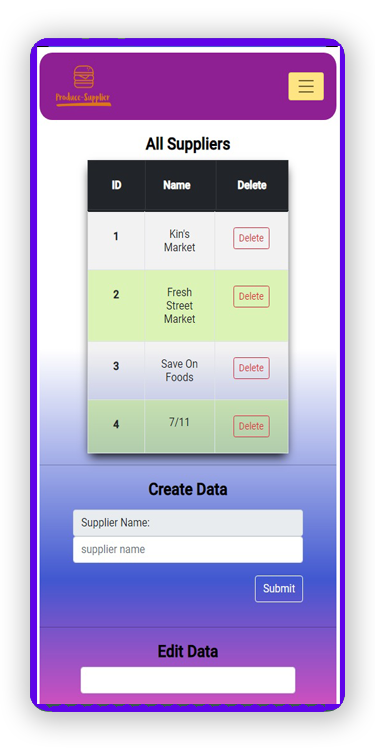 Produce-Supplier
All Suppliers
ID Name Delete
1 Kin's Market Delete
2 Fresh Street Market Delete
3 Save On Foods Delete
4 7/11 Delete
Create Data
Supplier Name:
supplier name
Submit
Edit Data